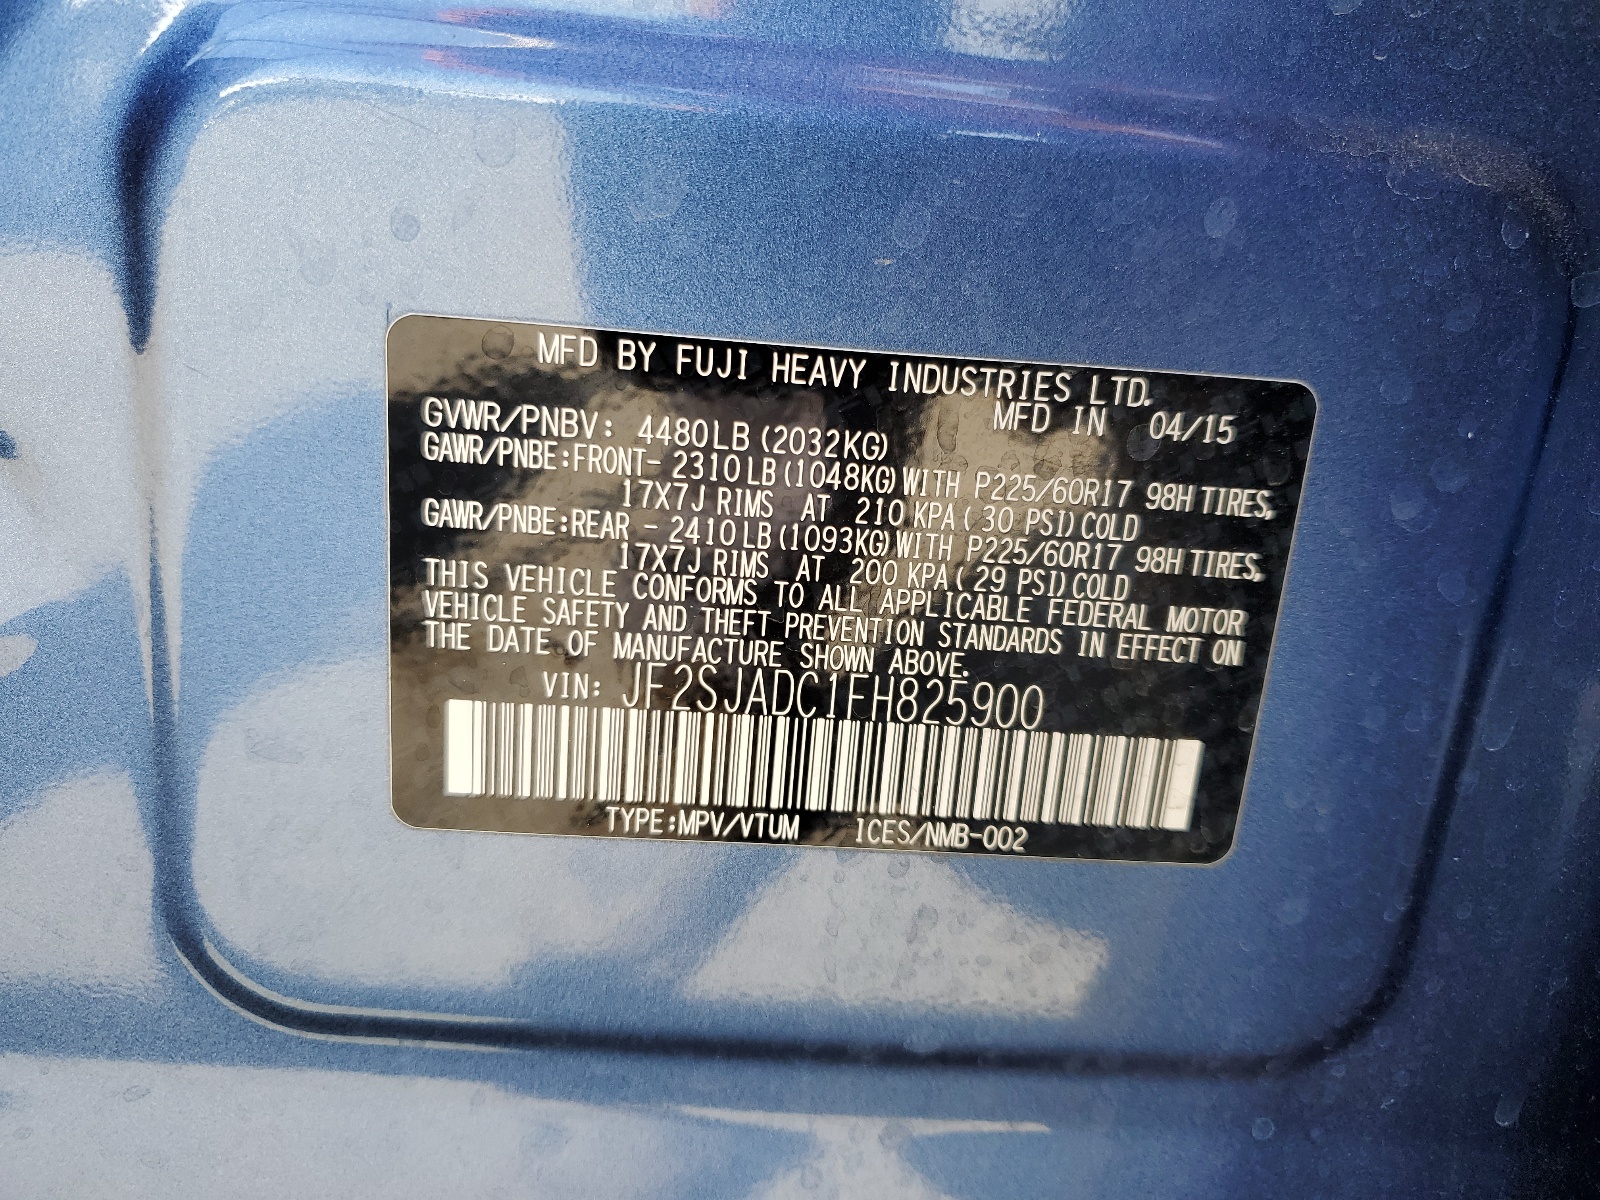 MFD BY FUJI HEAVY INDUSTRIES LTD.
MFD IN 04/15
GVWR/PNBV: 4480LB (2032KG)
GAWR/PNBE:FRONT- 2310LB (1048KG) WITH P225/60R17 98H TIRES,
17X7J RIMS AT 210 KPA ( 30 PSI) COLD
GAWR/PNBE:REAR - 2410LB (1093KG) WITH P225/60R17 98H TIRES,
17X7J RIMS AT 200 KPA ( 29 PSI) COLD
THIS VEHICLE CONFORMS TO ALL APPLICABLE FEDERAL MOTOR
VEHICLE SAFETY AND THEFT PREVENTION STANDARDS IN EFFECT ON
THE DATE OF MANUFACTURE SHOWN ABOVE.
VIN: JF2SJADC1FH825900
TYPE:MPV/VTUM ICES/NMB-002